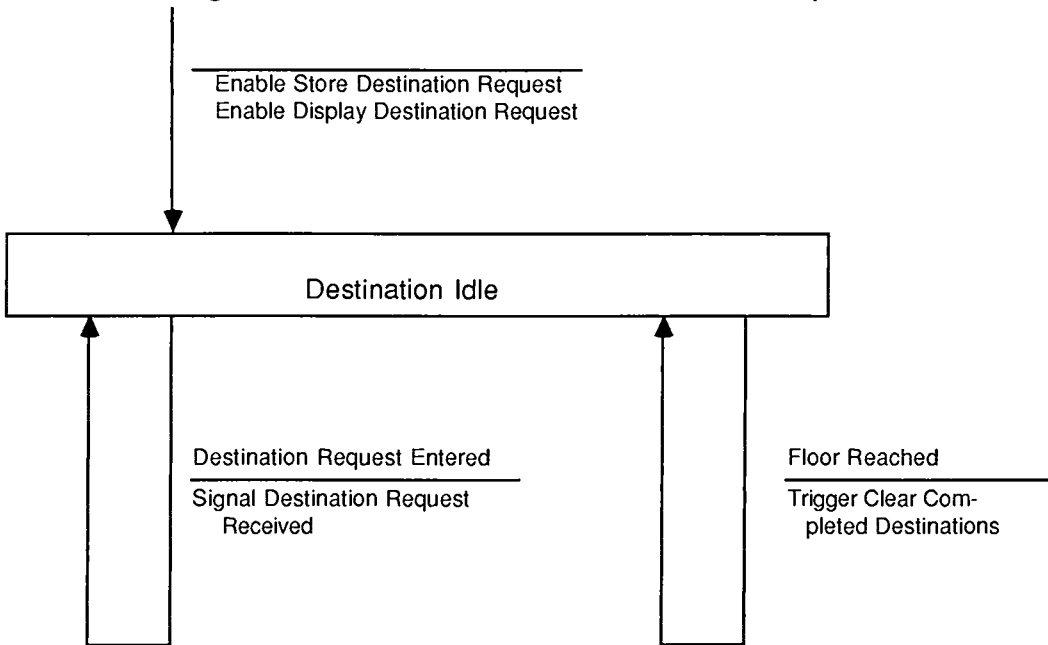 Enable Store Destination Request
Enable Display Destination Request
Destination Idle
Destination Request Entered
Signal Destination Request
Received
Floor Reached
Trigger Clear Com-
pleted Destinations